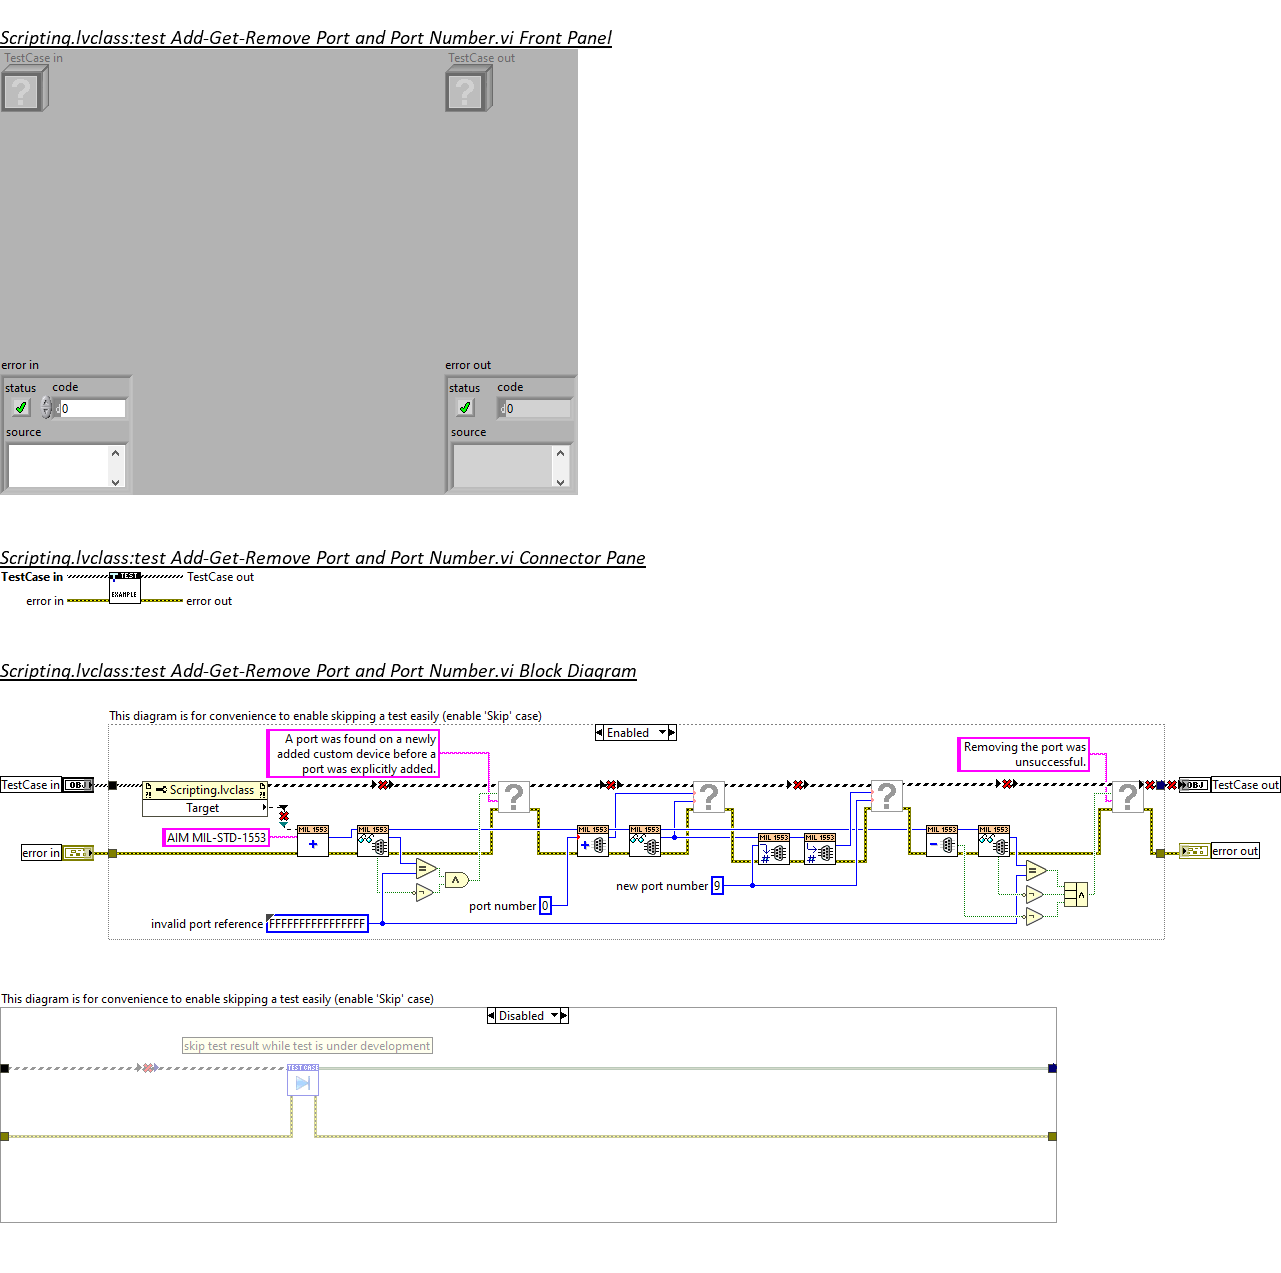 Scripting.lvclass:test Add-Get-Remove Port and Port Number.vi Front Panel
TestCase in
TestCase out
?
?
error in
error out
status
code
status
code
d
0
d
0
source
source
Scripting.lvclass:test Add-Get-Remove Port and Port Number.vi Connector Pane
TestCase in
TEST
TestCase out
EXAMPLE
error in
error out
Scripting.lvclass:test Add-Get-Remove Port and Port Number.vi Block Diagram
This diagram is for convenience to enable skipping a test easily (enable 'Skip' case)
Enabled
A port was found on a newly
added custom device before a
port was explicitly added.
Removing the port was
unsuccessful.
TestCase in
OBJ
Scripting.lvclass
Target
?
?
?
?
OBJ
TestCase out
AIM MIL-STD-1553
MIL 1553
+
MIL 1553
MIL 1553
+
MIL 1553
MIL 1553
#
MIL 1553
#
MIL 1553
-
MIL 1553
error in
error out
=
¬
∧
=
¬
¬
∧
new port number
9
port number
0
invalid port reference
FFFFFFFFFFFFFFFF
This diagram is for convenience to enable skipping a test easily (enable 'Skip' case)
Disabled
skip test result while test is under development
TEST CASE